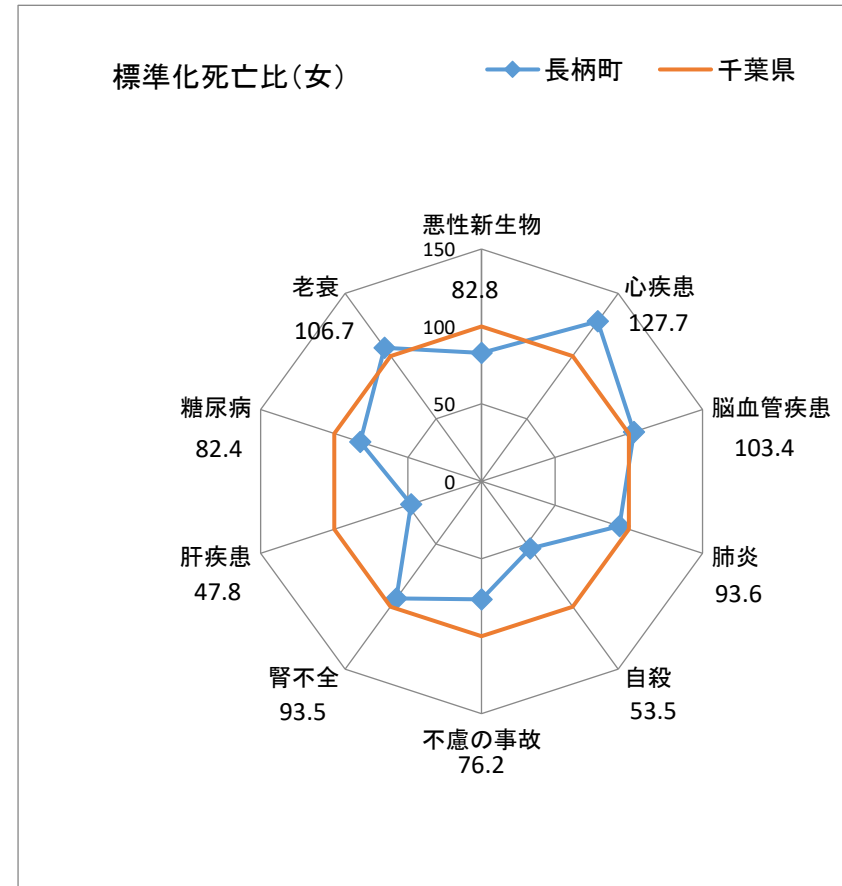 標準化死亡比(女)
長柄町
千葉県
悪性新生物
82.8
心疾患
127.7
脳血管疾患
103.4
肺炎
93.6
自殺
53.5
不慮の事故
76.2
腎不全
93.5
肝疾患
47.8
糖尿病
82.4
老衰
106.7
150
100
50
0